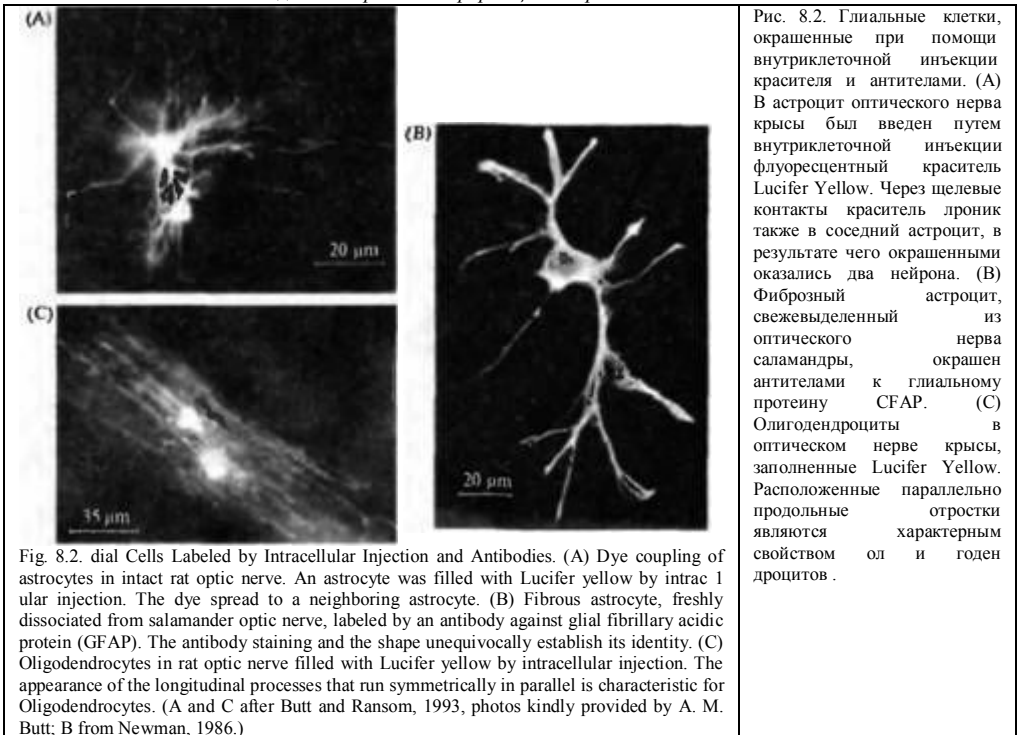 (A)
20 µm
(B)
20 µm
(C)
35 µm
Fig. 8.2. dial Cells Labeled by Intracellular Injection and Antibodies. (A) Dye coupling of
astrocytes in intact rat optic nerve. An astrocyte was filled with Lucifer yellow by intrac 1
ular injection. The dye spread to a neighboring astrocyte. (B) Fibrous astrocyte, freshly
dissociated from salamander optic nerve, labeled by an antibody against glial fibrillary acidic
protein (GFAP). The antibody staining and the shape unequivocally establish its identity. (C)
Oligodendrocytes in rat optic nerve filled with Lucifer yellow by intracellular injection. The
appearance of the longitudinal processes that run symmetrically in parallel is characteristic for
Oligodendrocytes. (A and C after Butt and Ransom, 1993, photos kindly provided by A. M.
Butt; B from Newman, 1986.)
Рис. 8.2. Глиальные клетки,
окрашенные при помощи
внутриклеточной инъекции
красителя и антителами. (A)
В астроцит оптического нерва
крысы был введен путем
внутриклеточной инъекции
флуоресцентный краситель
Lucifer Yellow. Через щелевые
контакты краситель лроник
также в соседний астроцит, в
результате чего окрашенными
оказались два нейрона. (B)
Фиброзный астроцит,
свежевыделенный из
оптического нерва
саламандры, окрашен
антителами к глиальному
протеину CFAP. (C)
Олигодендроциты в
оптическом нерве крысы,
заполненные Lucifer Yellow.
Расположенные параллельно
продольные отростки
являются характерным
свойством ол и годен
дроцитов .